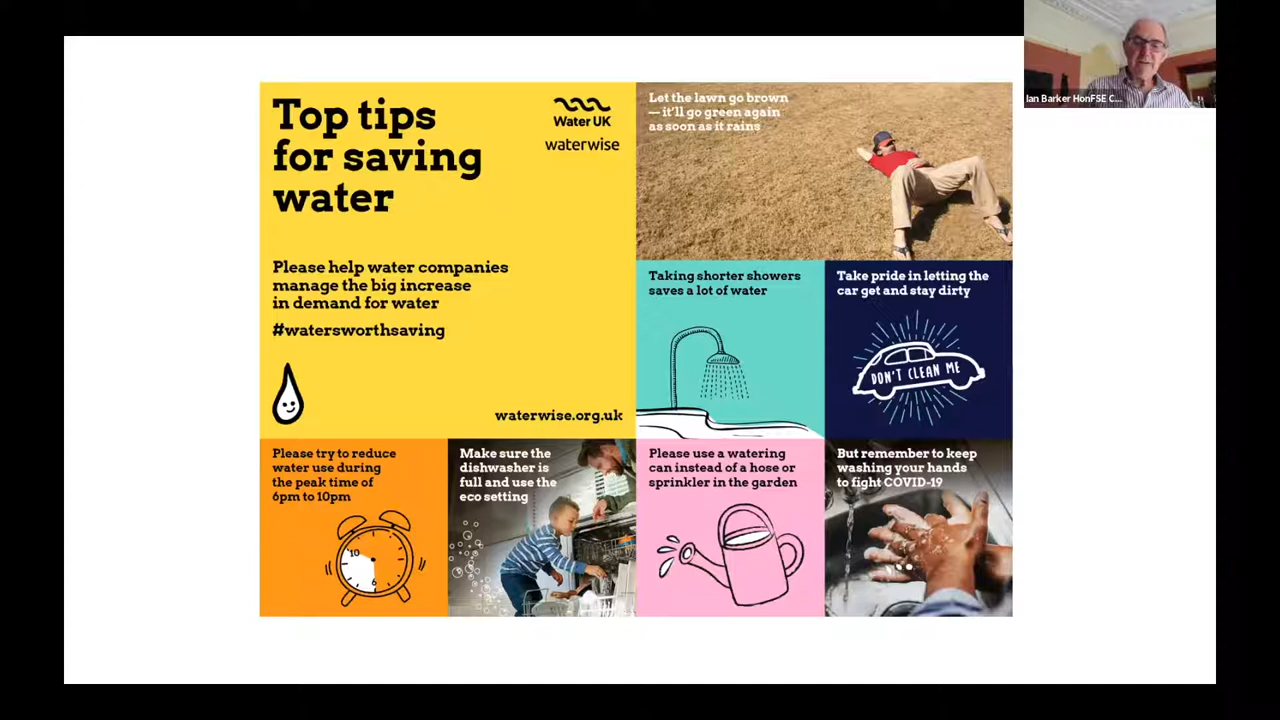 Top tips
for saving
water
Water UK
waterwise
Please help water companies
manage the big increase
in demand for water
#watersworthsaving
waterwise.org.uk
Let the lawn go brown
— it'll go green again
as soon as it rains
Taking shorter showers
saves a lot of water
Take pride in letting the
car get and stay dirty
DON'T CLEAN ME
Please try to reduce
water use during
the peak time of
6pm to 10pm
10
6
Make sure the
dishwasher is
full and use the
eco setting
Please use a watering
can instead of a hose or
sprinkler in the garden
But remember to keep
washing your hands
to fight COVID-19
Ian Barker HonFSE C...